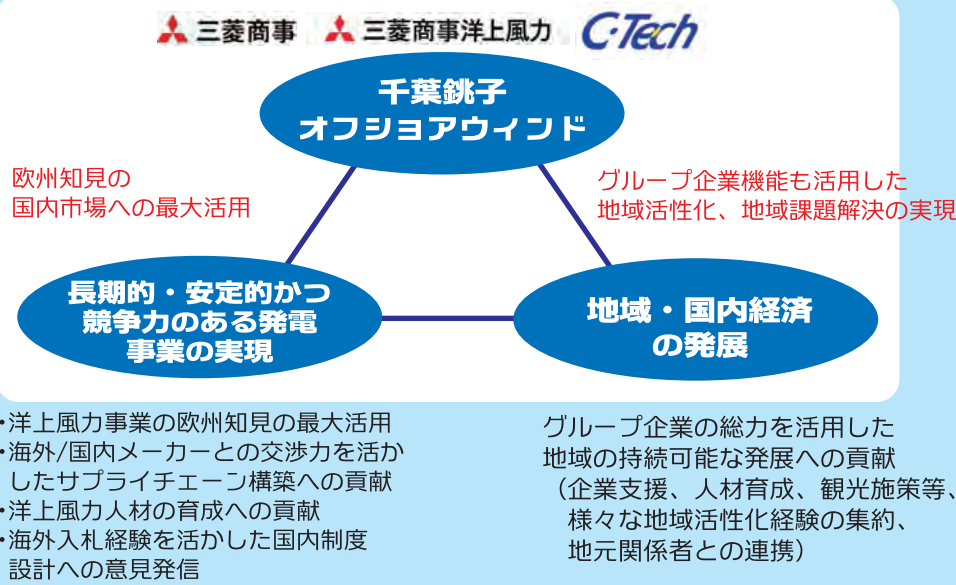 三菱商事 三菱商事洋上風力 C-Tech
千葉銚子
オフショアウィンド
欧州知見の
国内市場への最大活用
グループ企業機能も活用した
地域活性化、地域課題解決の実現
長期的・安定的かつ
競争力のある発電
事業の実現
地域・国内経済
の発展
・洋上風力事業の欧州知見の最大活用
・海外/国内メーカーとの交渉力を活か
したサプライチェーン構築への貢献
・洋上風力人材の育成への貢献
・海外入札経験を活かした国内制度
設計への意見発信
グループ企業の総力を活用した
地域の持続可能な発展への貢献
（企業支援、人材育成、観光施策等、
様々な地域活性化経験の集約、
地元関係者との連携）